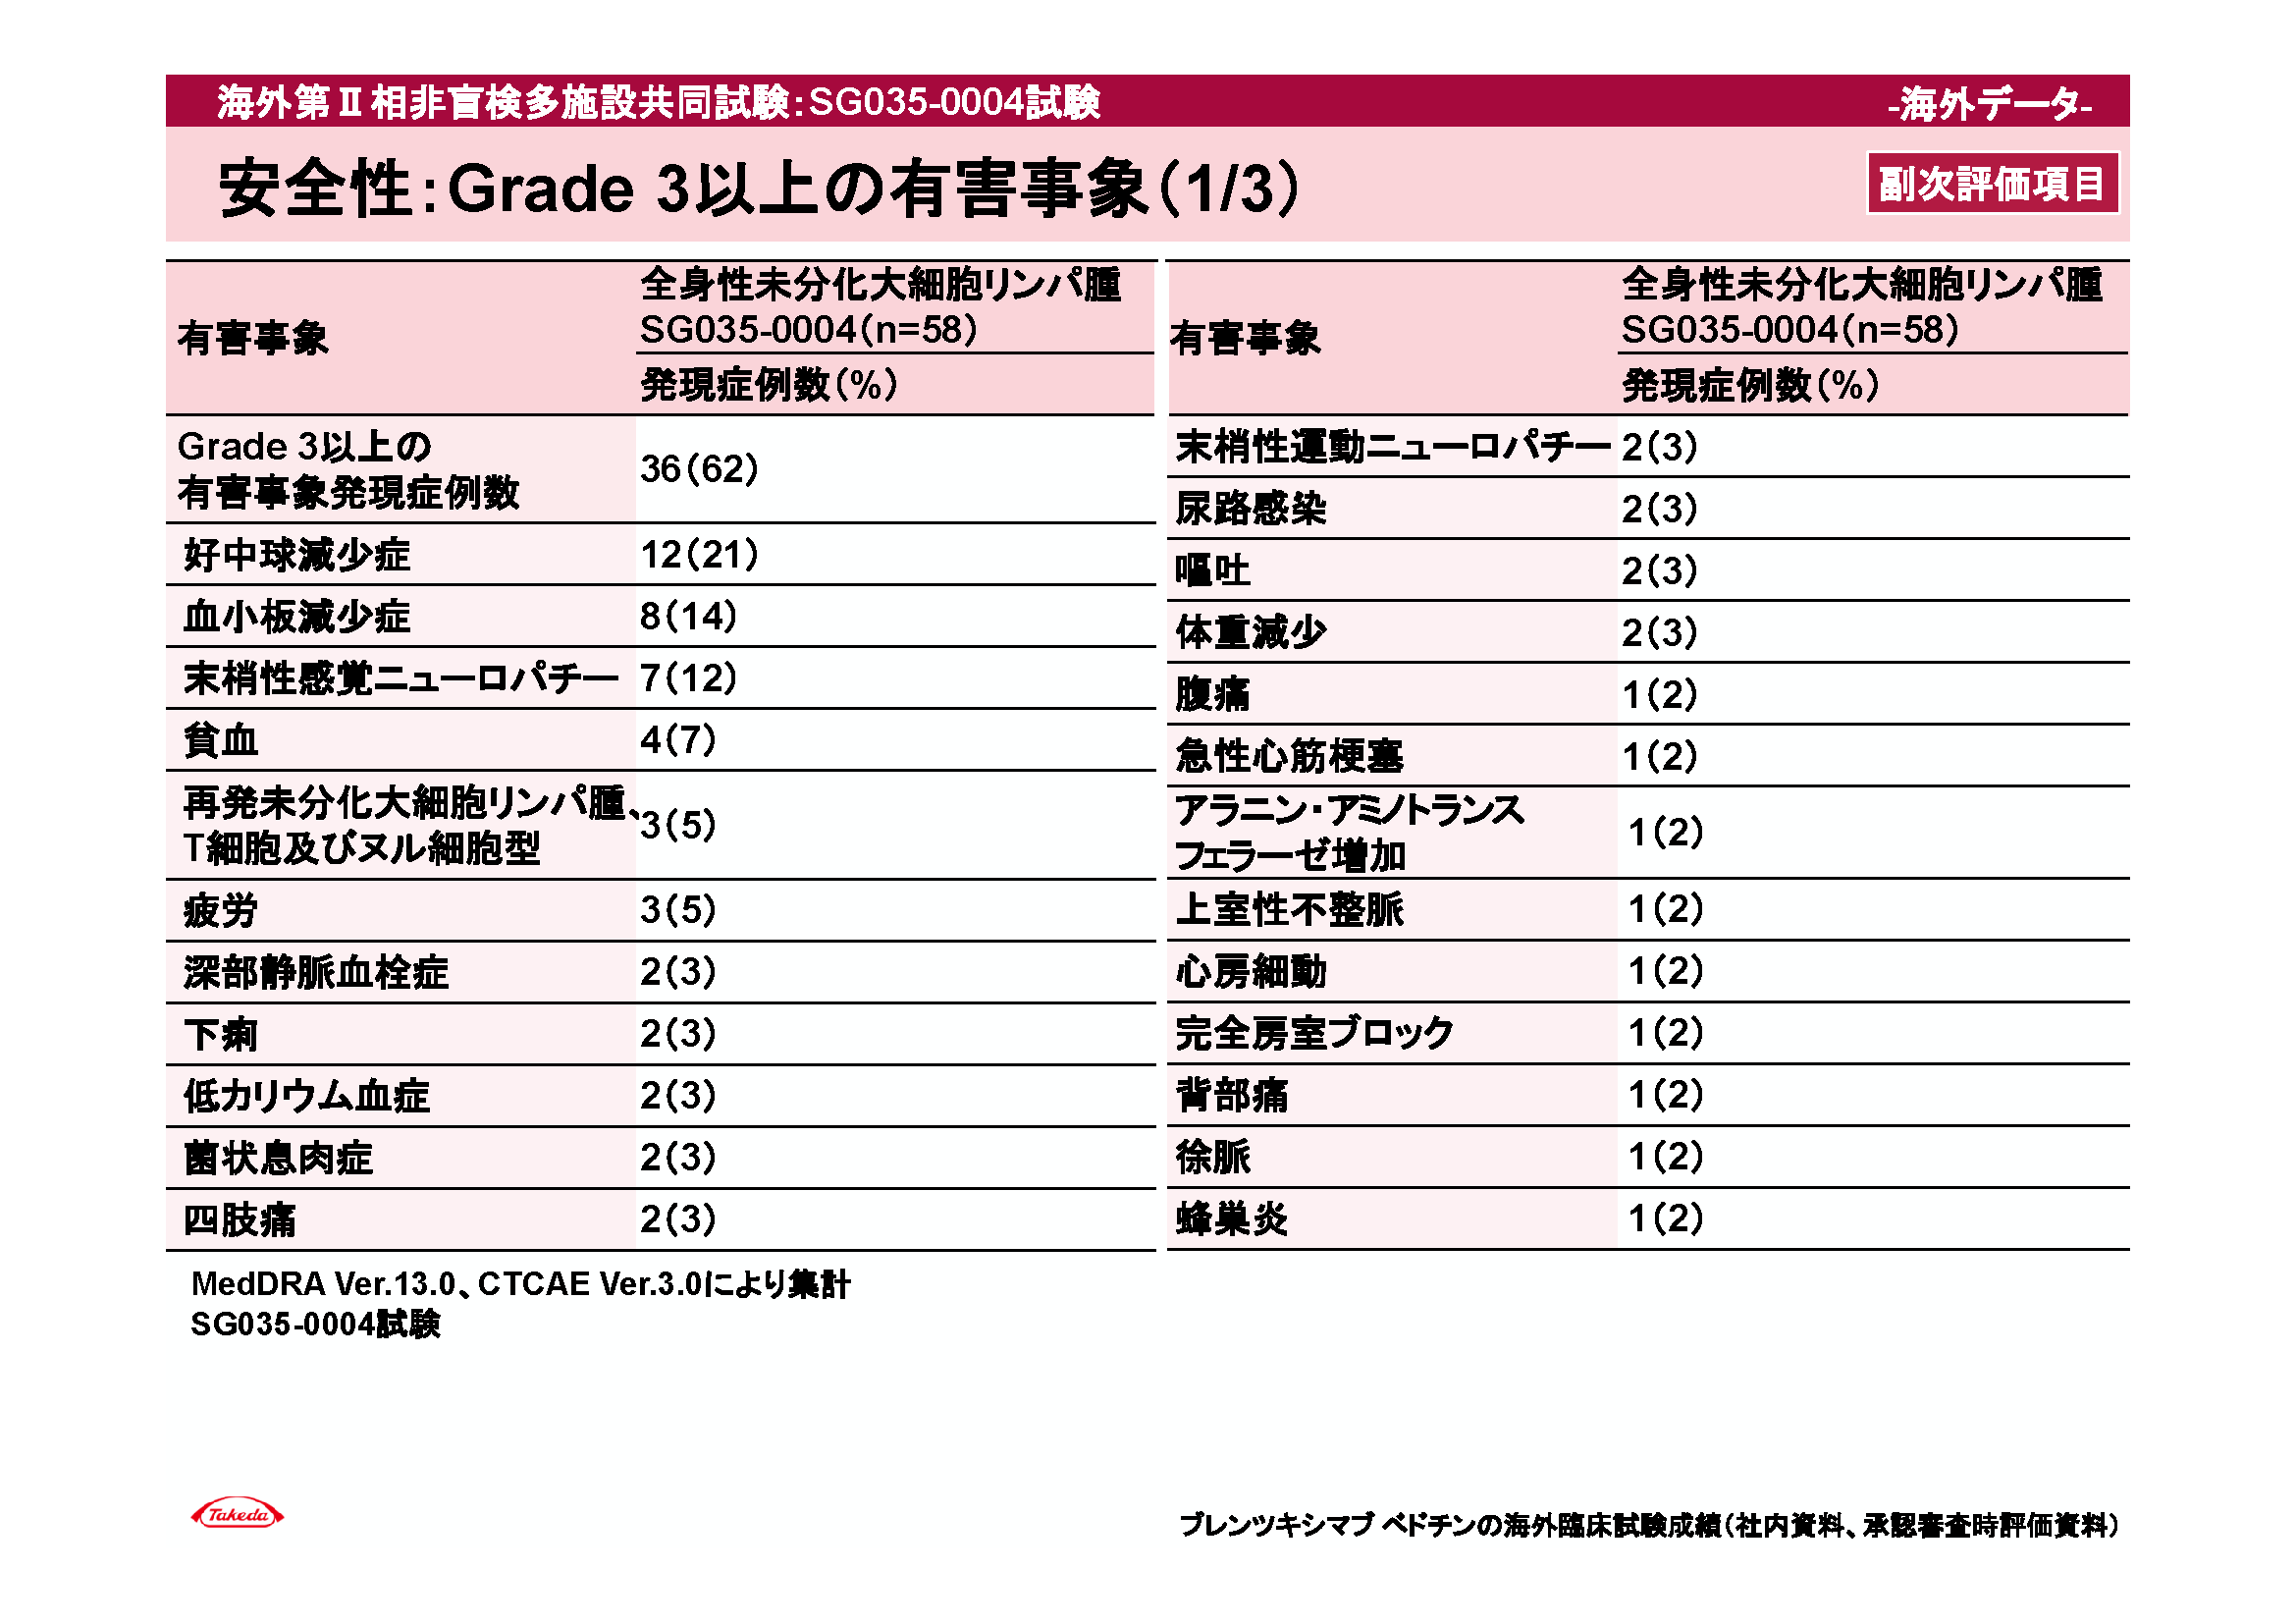 海外第Ⅱ相非盲検多施設共同試験：SG035-0004試験
-海外データ-
安全性：Grade 3以上の有害事象（1/3）
副次評価項目
有害事象
全身性未分化大細胞リンパ腫
SG035-0004（n=58）
発現症例数（%）
Grade 3以上の
有害事象発現症例数
36（62）
好中球減少症 12（21）
血小板減少症 8（14）
末梢性感覚ニューロパチー 7（12）
貧血 4（7）
再発未分化大細胞リンパ腫、
T細胞及びヌル細胞型
3（5）
疲労 3（5）
深部静脈血栓症 2（3）
下痢 2（3）
低カリウム血症 2（3）
菌状息肉症 2（3）
四肢痛 2（3）
有害事象
全身性未分化大細胞リンパ腫
SG035-0004（n=58）
発現症例数（%）
末梢性運動ニューロパチー 2（3）
尿路感染 2（3）
嘔吐 2（3）
体重減少 2（3）
腹痛 1（2）
急性心筋梗塞 1（2）
アラニン・アミノトランス
フェラーゼ増加
1（2）
上室性不整脈 1（2）
心房細動 1（2）
完全房室ブロック 1（2）
背部痛 1（2）
徐脈 1（2）
蜂巣炎 1（2）
MedDRA Ver.13.0、CTCAE Ver.3.0により集計
SG035-0004試験
Takeda
ブレンツキシマブ ベドチンの海外臨床試験成績（社内資料、承認審査時評価資料）